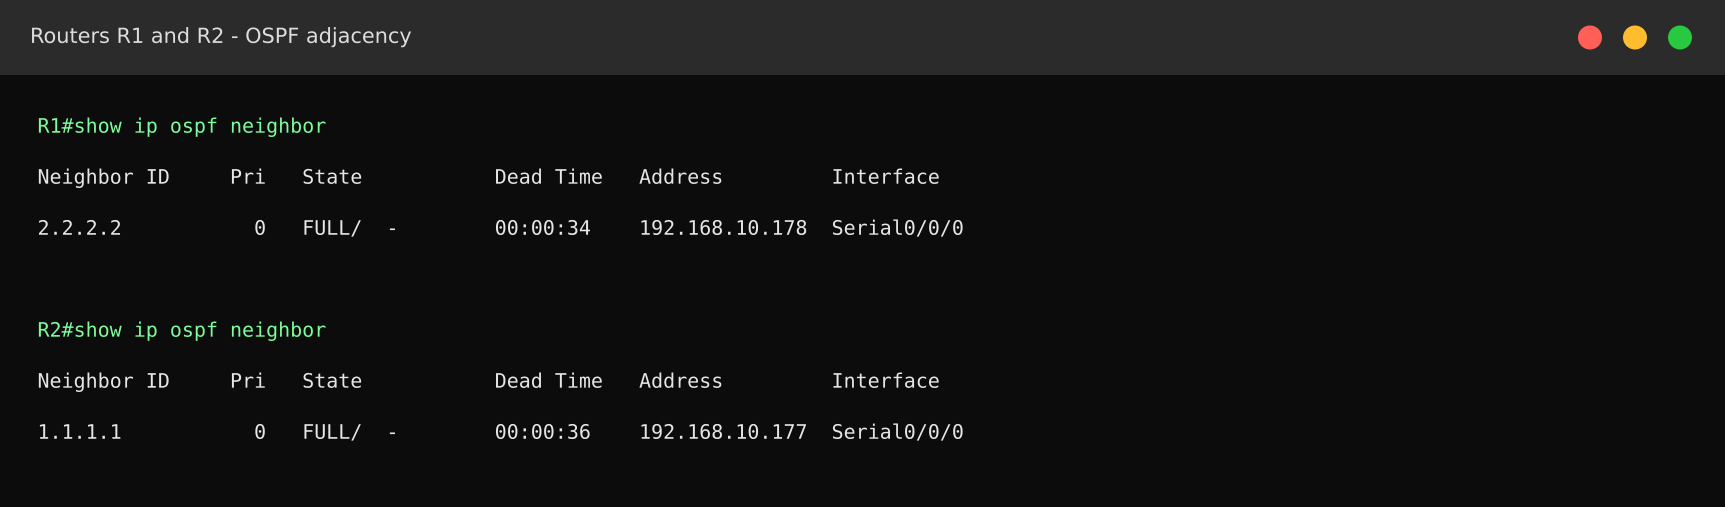 Routers R1 and R2 - OSPF adjacency
R1#show ip ospf neighbor
Neighbor ID     Pri   State           Dead Time   Address         Interface
2.2.2.2           0   FULL/  -        00:00:34    192.168.10.178  Serial0/0/0
R2#show ip ospf neighbor
Neighbor ID     Pri   State           Dead Time   Address         Interface
1.1.1.1           0   FULL/  -        00:00:36    192.168.10.177  Serial0/0/0